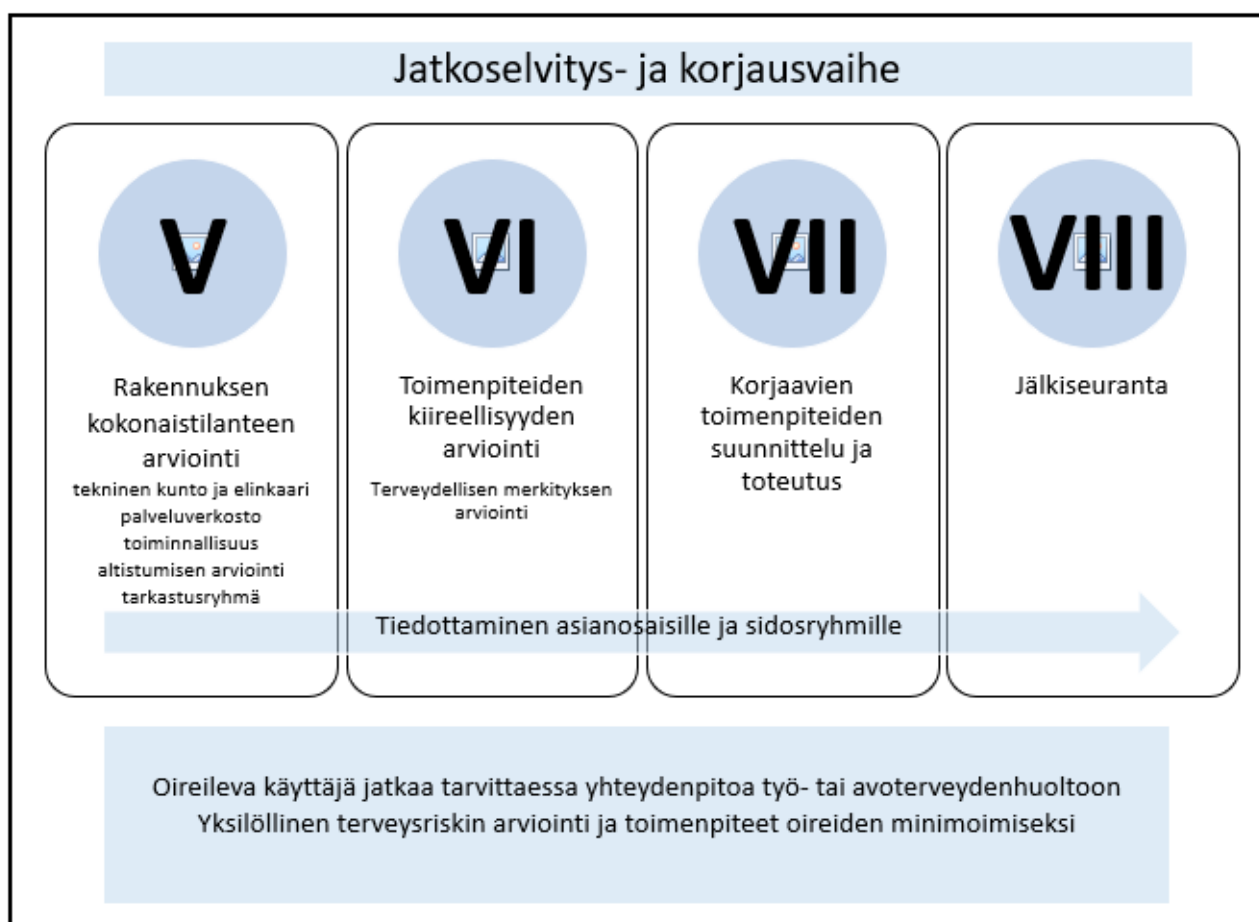 Jatkoselvitys- ja korjausvaihe
V
Rakennuksen
kokonaistilanteen
arviointi
tekninen kunto ja elinkaari
palveluverkosto
toiminnallisuus
altistumisen arviointi
tarkastusryhmä
VI
Toimenpiteiden
kiireellisyyden
arviointi
Terveydellisen merkityksen
arviointi
VII
Korjaavien
toimenpiteiden
suunnittelu ja
toteutus
VIII
Jälkiseuranta
Tiedottaminen asianosaisille ja sidosryhmille
Oireileva käyttäjä jatkaa tarvittaessa yhteydenpitoa työ- tai avoterveydenhuoltoon
Yksilöllinen terveysriskin arviointi ja toimenpiteet oireiden minimoimiseksi